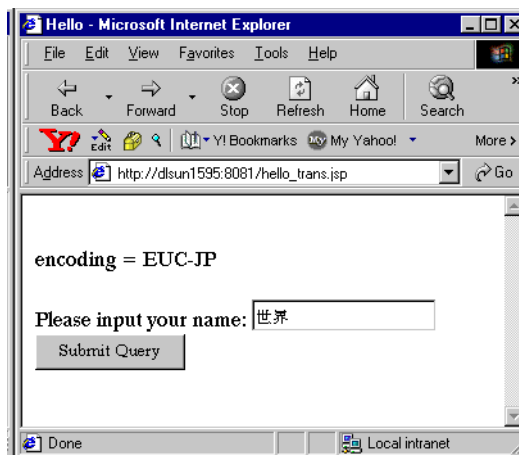 Hello - Microsoft Internet Explorer
File Edit View Favorites Tools Help
Back Forward Stop Refresh Home Search »
Y! Edit Y! Bookmarks My My Yahoo! More >
Address http://dlsun1595:8081/hello_trans.jsp Go
encoding = EUC-JP
Please input your name: 世界
Submit Query
Done Local intranet